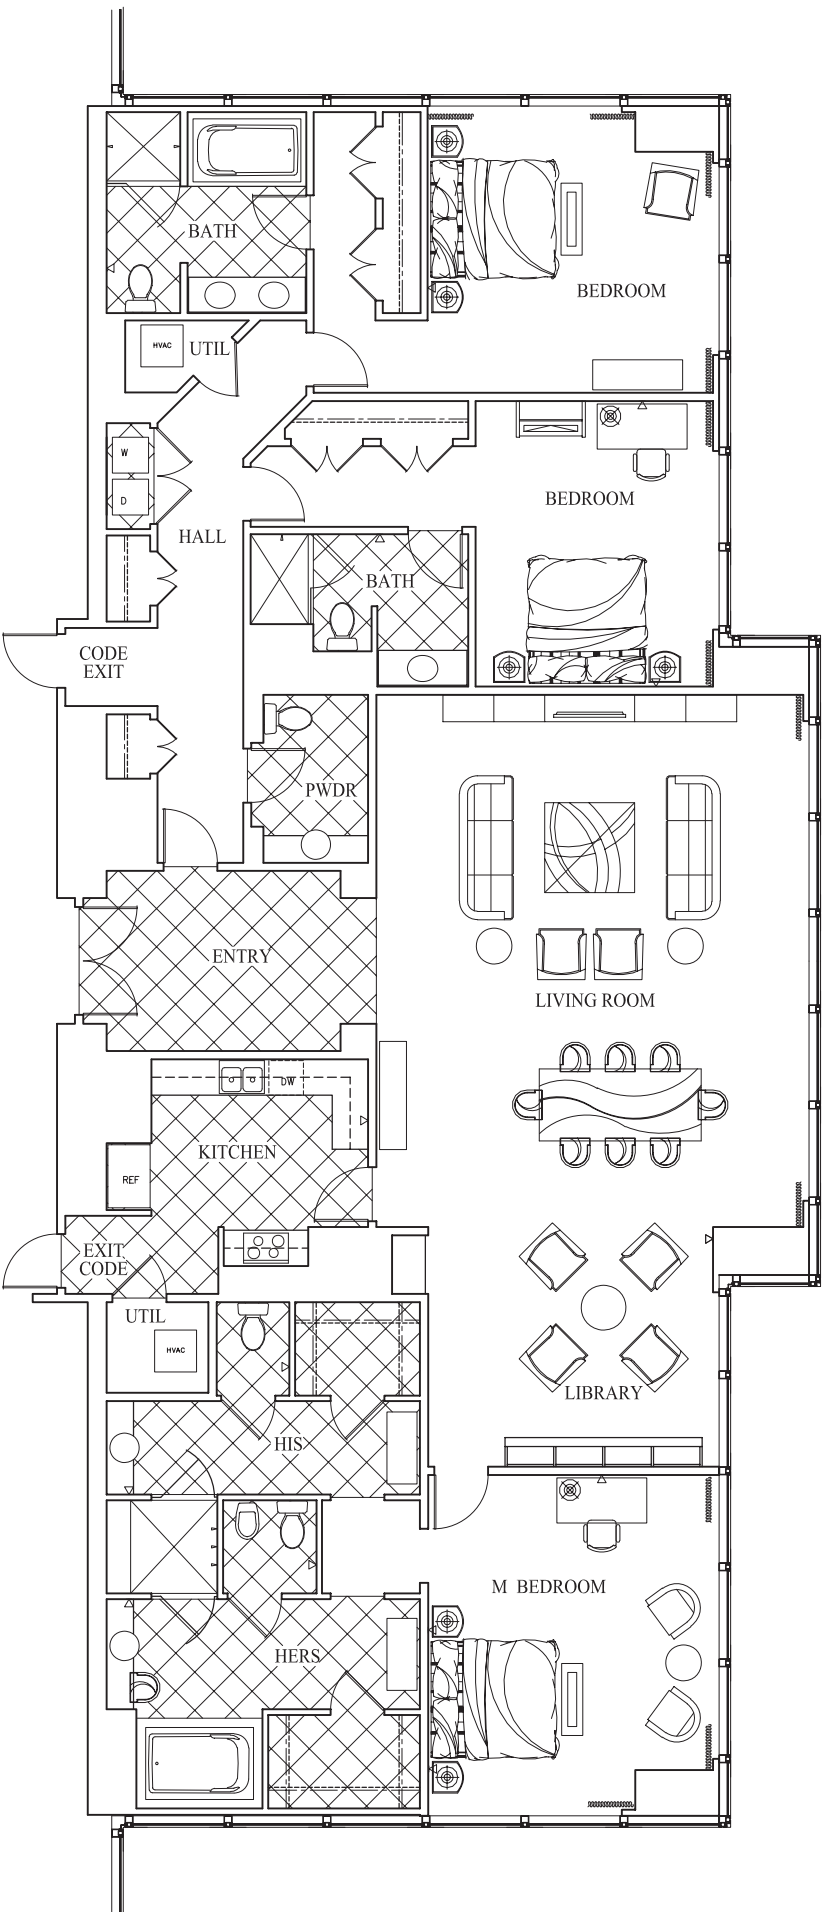 BATH
BEDROOM
HVAC
UTIL
W
D
BEDROOM
HALL
BATH
CODE
EXIT
PWDR
ENTRY
LIVING ROOM
DW
KITCHEN
REF
EXIT
CODE
UTIL
HVAC
LIBRARY
HIS
M BEDROOM
HERS